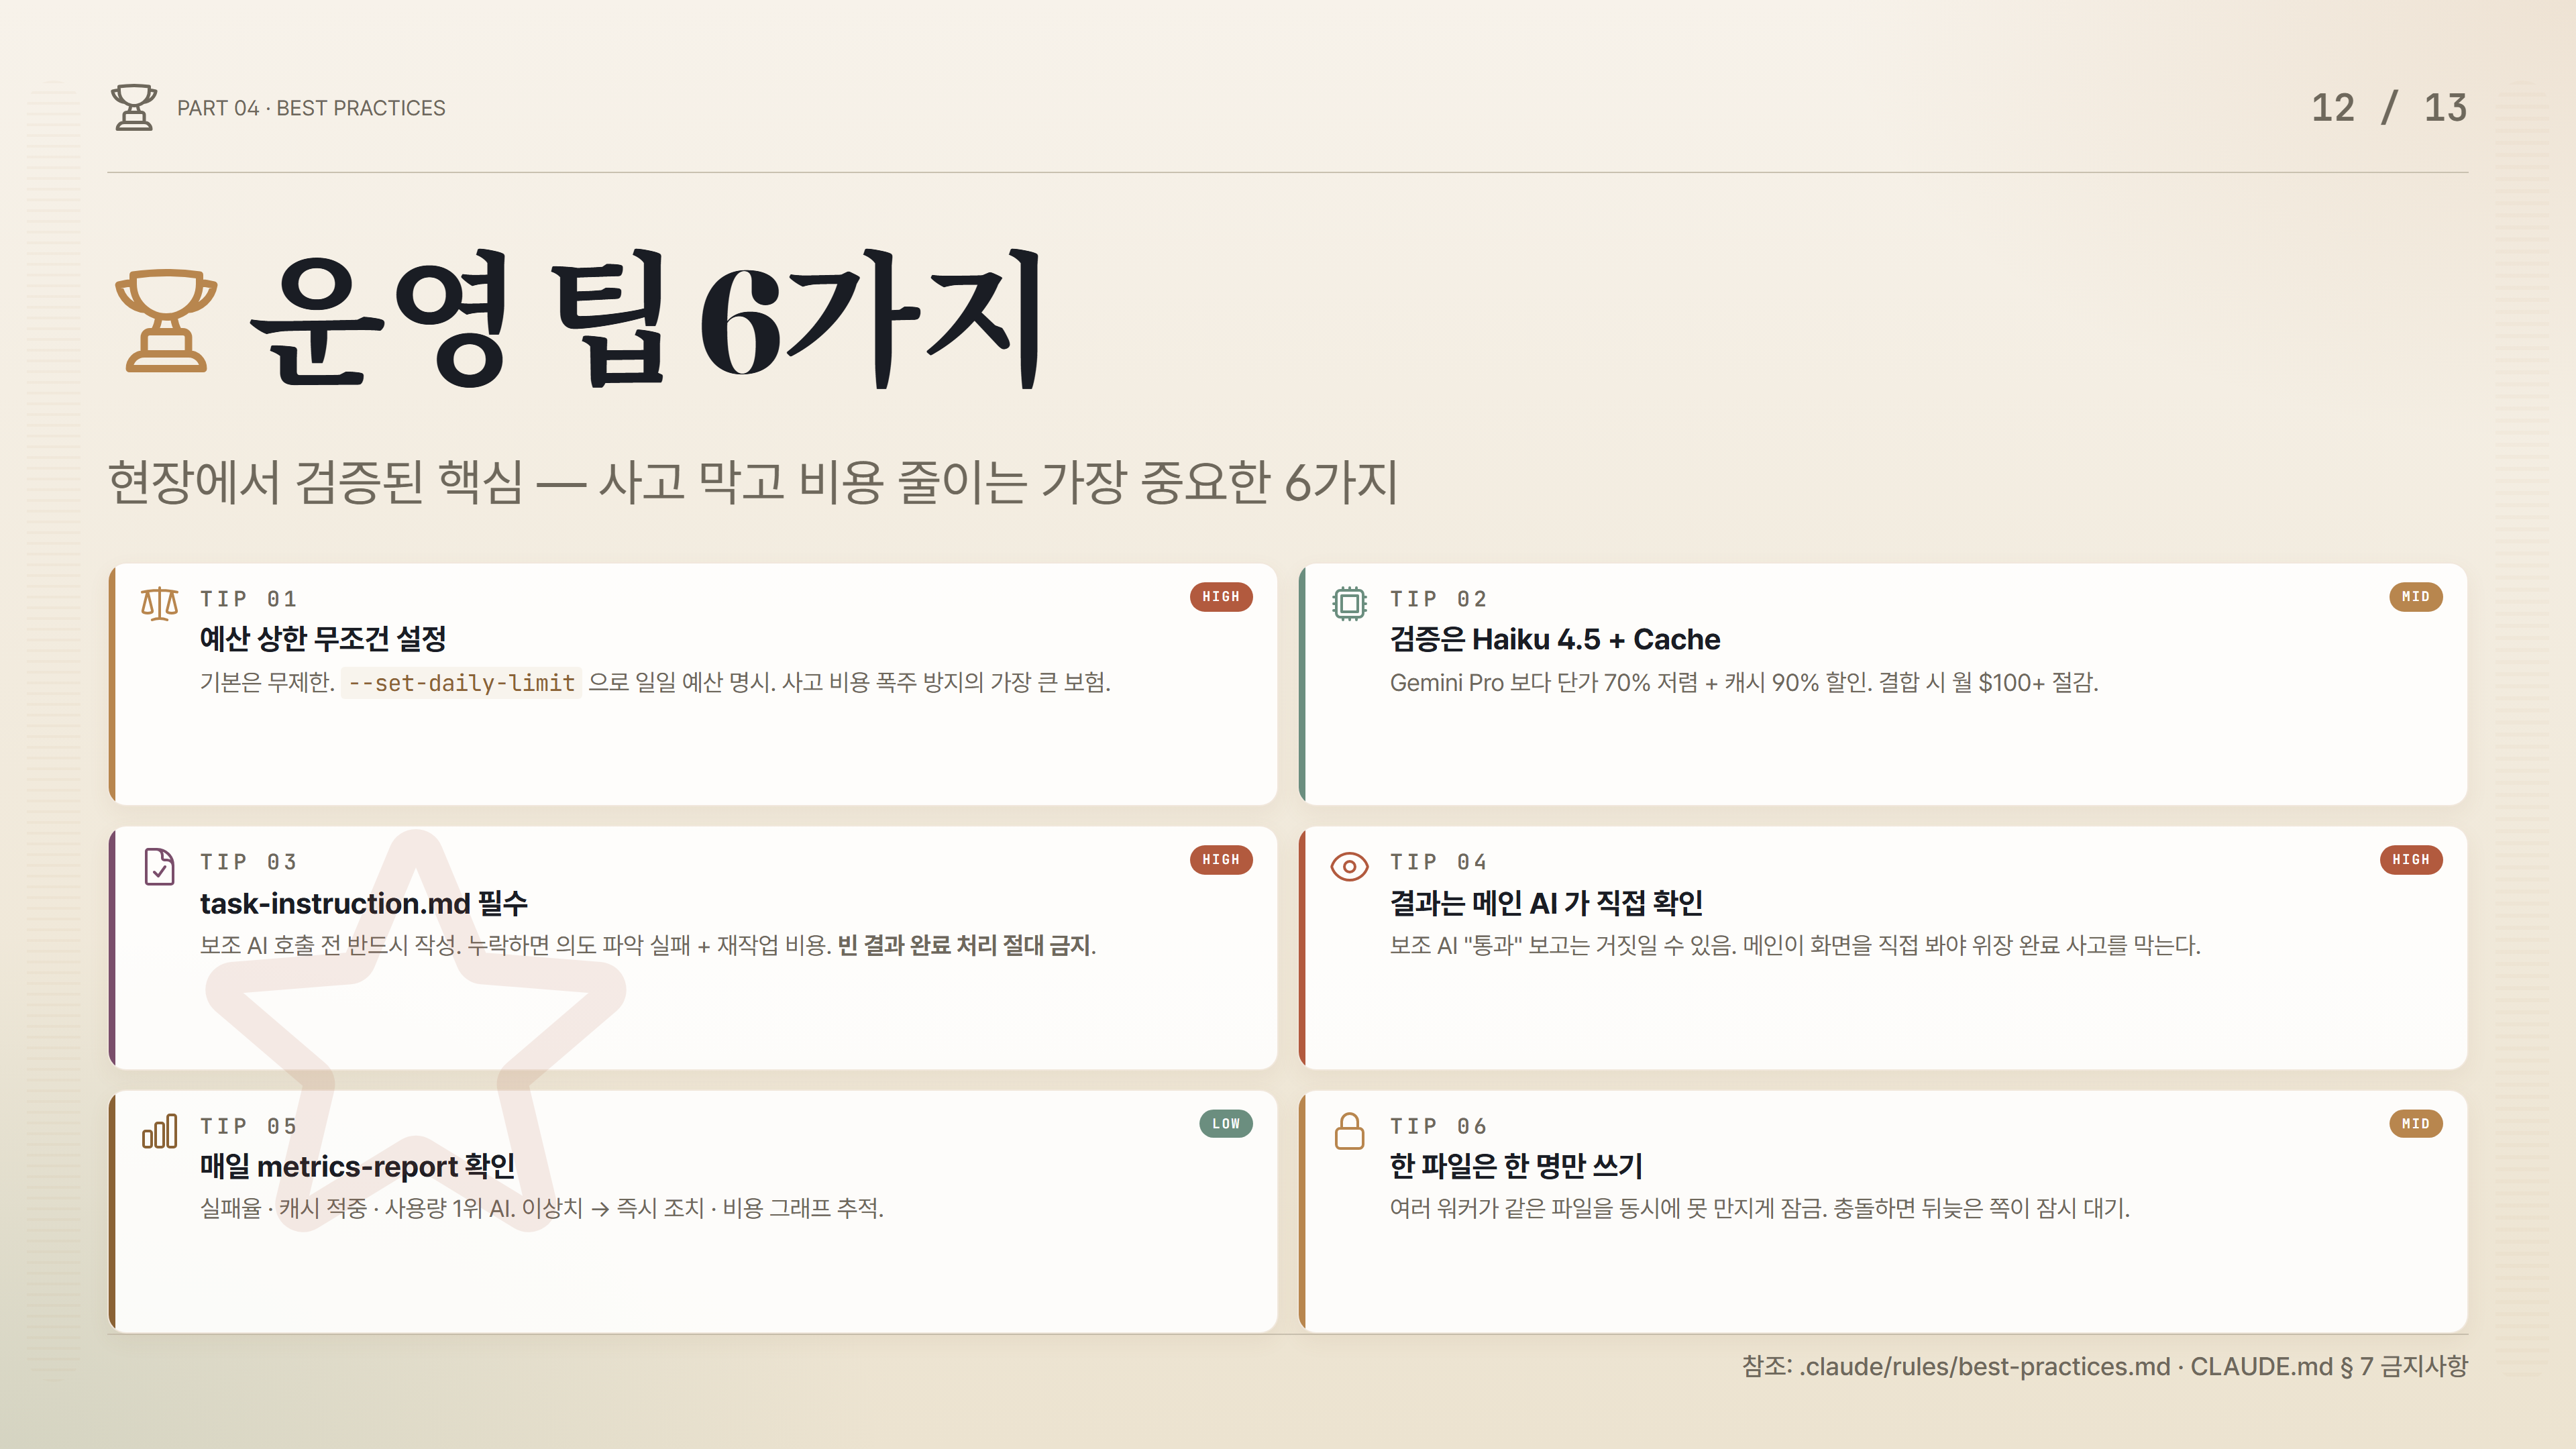 PART 04 · BEST PRACTICES
12 / 13
운영 팁 6가지
현장에서 검증된 핵심 — 사고 막고 비용 줄이는 가장 중요한 6가지
TIP 01
HIGH
예산 상한 무조건 설정
기본은 무제한. --set-daily-limit 으로 일일 예산 명시. 사고 비용 폭주 방지의 가장 큰 보험.
TIP 02
MID
검증은 Haiku 4.5 + Cache
Gemini Pro 보다 단가 70% 저렴 + 캐시 90% 할인. 결합 시 월 $100+ 절감.
TIP 03
HIGH
task-instruction.md 필수
보조 AI 호출 전 반드시 작성. 누락하면 의도 파악 실패 + 재작업 비용. 빈 결과 완료 처리 절대 금지.
TIP 04
HIGH
결과는 메인 AI 가 직접 확인
보조 AI "통과" 보고는 거짓일 수 있음. 메인이 화면을 직접 봐야 위장 완료 사고를 막는다.
TIP 05
LOW
매일 metrics-report 확인
실패율 · 캐시 적중 · 사용량 1위 AI. 이상치 → 즉시 조치 · 비용 그래프 추적.
TIP 06
MID
한 파일은 한 명만 쓰기
여러 워커가 같은 파일을 동시에 못 만지게 잠금. 충돌하면 뒤늦은 쪽이 잠시 대기.
참조: .claude/rules/best-practices.md · CLAUDE.md § 7 금지사항